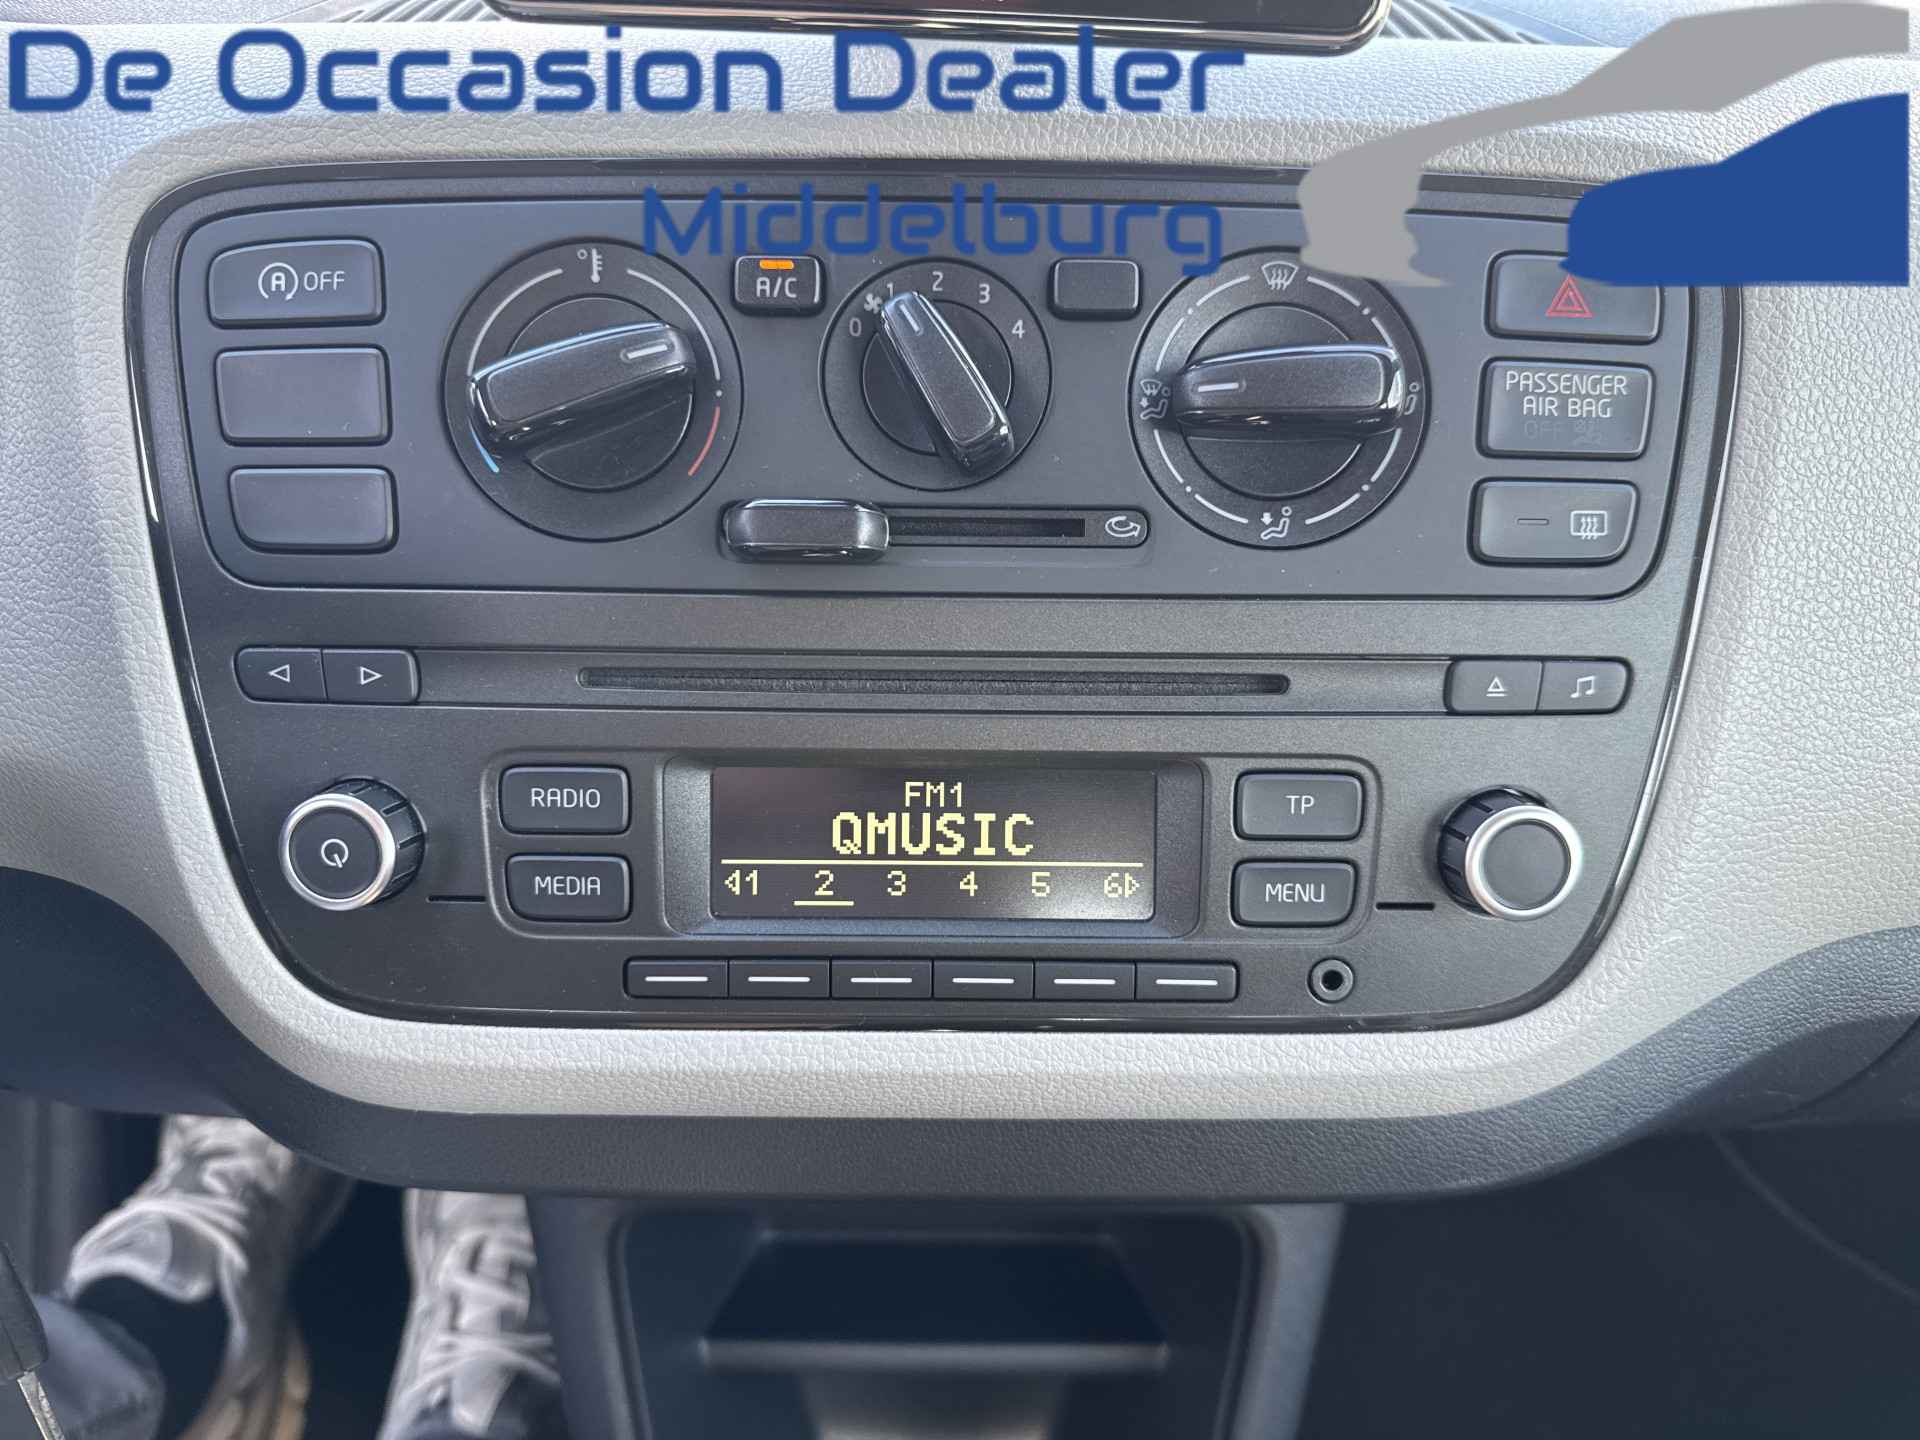 De Occasion Dealer
Middelburg
A OFF
A/C
0 1 2 3 4
PASSENGER
AIR BAG
OFF
RADIO
MEDIA
FM1
QMUSIC
1 2 3 4 5 6
TP
MENU